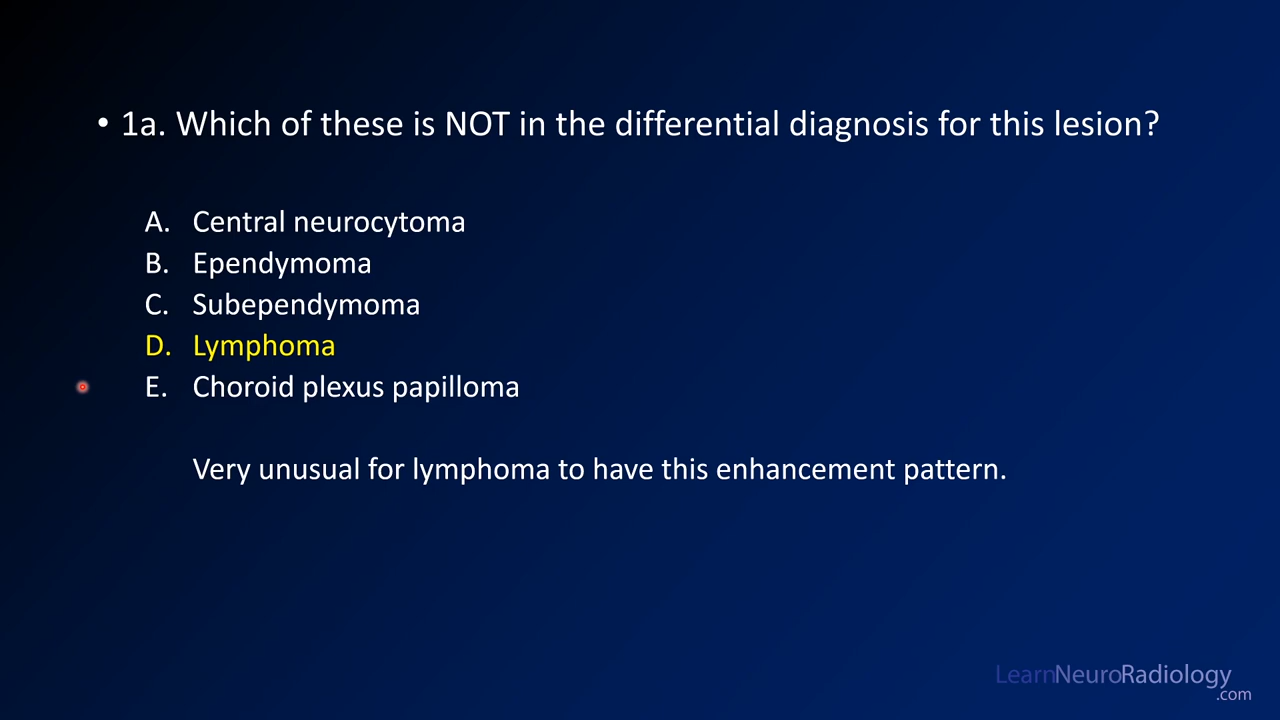 • 1a. Which of these is NOT in the differential diagnosis for this lesion?
A. Central neurocytoma
B. Ependymoma
C. Subependymoma
D. Lymphoma
E. Choroid plexus papilloma
Very unusual for lymphoma to have this enhancement pattern.
LearnNeuroRadiology
.com